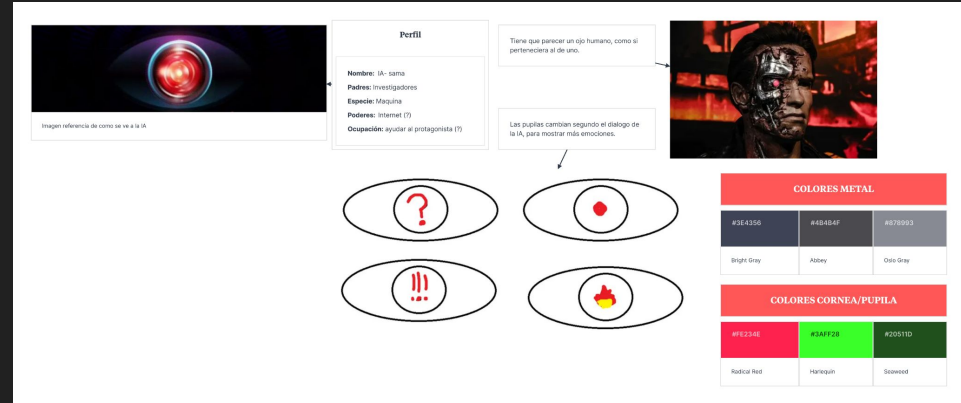 Imagen referencia de como se ve a la IA
Perfil
Nombre: IA- sama
Padres: Investigadores
Especie: Maquina
Poderes: Internet (?)
Ocupación: ayudar al protagonista (?)
Tiene que parecer un ojo humano, como si
perteneciera al de uno.
Las pupilas cambian segundo el dialogo de
la IA, para mostrar más emociones.
?
!!!
COLORES METAL
#3E4356
#4B4B4F
#878993
Bright Gray
Abbey
Oslo Gray
COLORES CORNEA/PUPILA
#FE234E
#3AFF28
#20511D
Radical Red
Harlequin
Seaweed